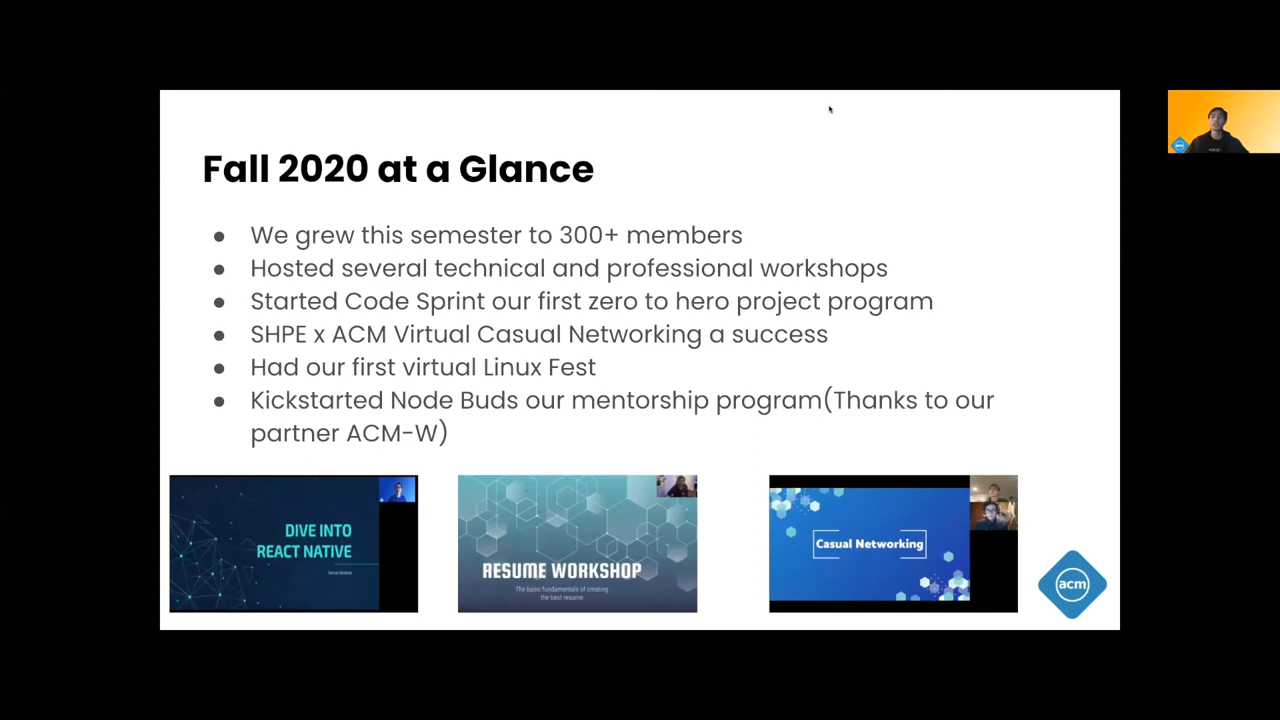 Fall 2020 at a Glance
● We grew this semester to 300+ members
● Hosted several technical and professional workshops
● Started Code Sprint our first zero to hero project program
● SHPE x ACM Virtual Casual Networking a success
● Had our first virtual Linux Fest
● Kickstarted Node Buds our mentorship program(Thanks to our
partner ACM-W)
DIVE INTO
REACT NATIVE
RESUME WORKSHOP
The basic fundamentals of creating
the best resume
Casual Networking
acm
acm